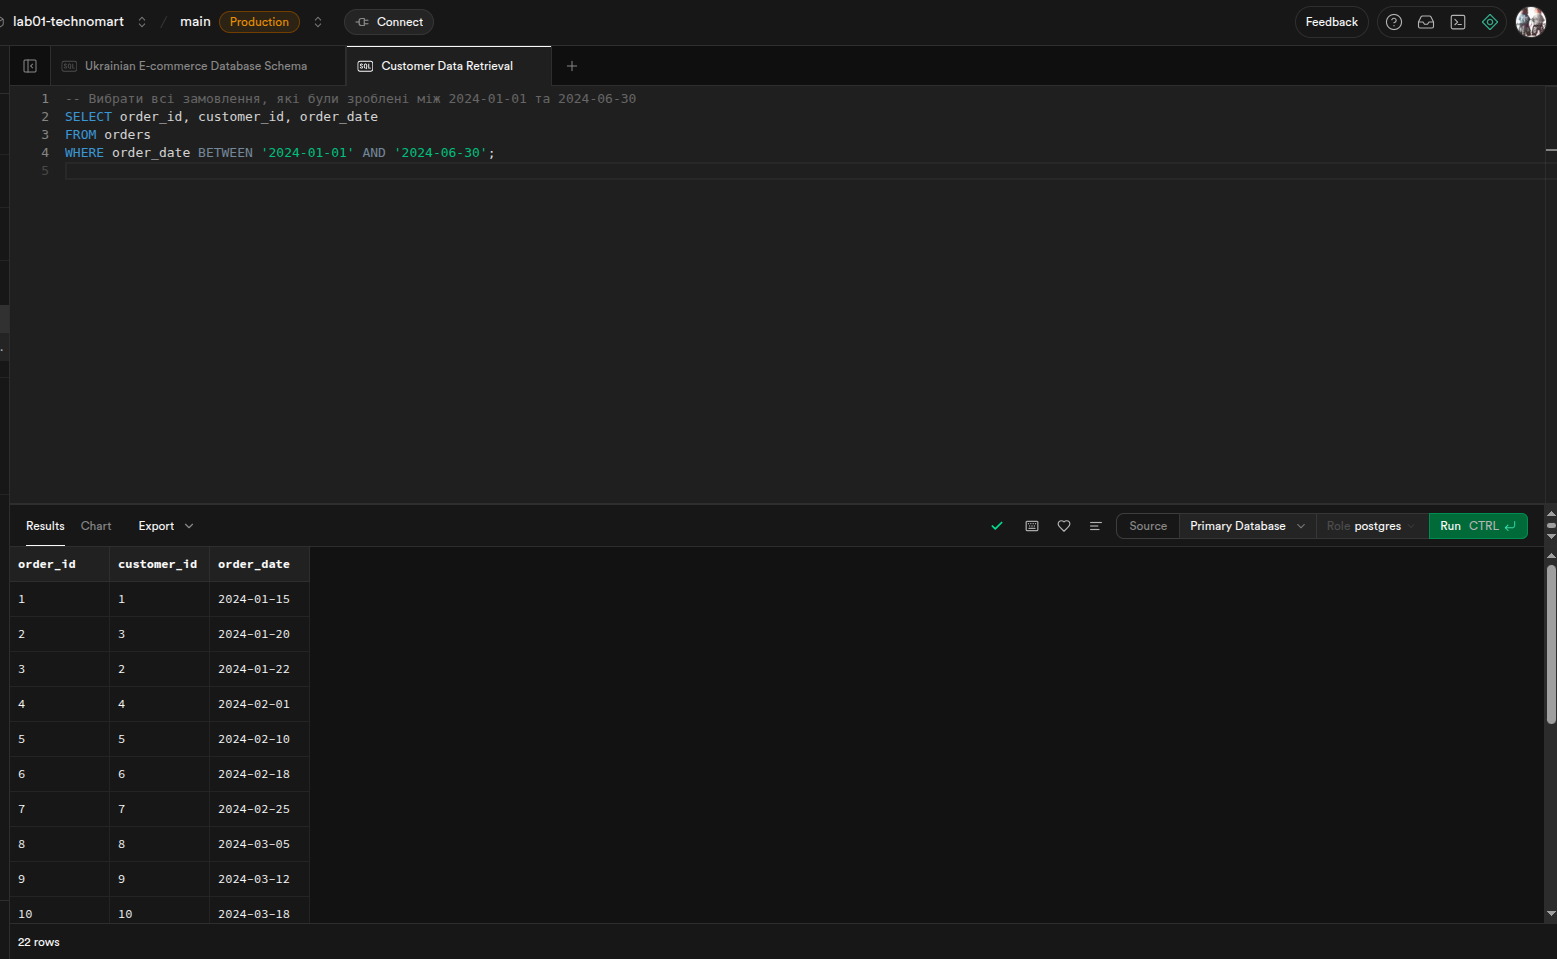 lab01-technomart / main Production Connect Feedback
Ukrainian E-commerce Database Schema Customer Data Retrieval
1 -- Вибрати всі замовлення, які були зроблені між 2024-01-01 та 2024-06-30
2 SELECT order_id, customer_id, order_date
3 FROM orders
4 WHERE order_date BETWEEN '2024-01-01' AND '2024-06-30';
5
Results Chart Export Source Primary Database Role postgres Run CTRL
order_id customer_id order_date
1 1 2024-01-15
2 3 2024-01-20
3 2 2024-01-22
4 4 2024-02-01
5 5 2024-02-10
6 6 2024-02-18
7 7 2024-02-25
8 8 2024-03-05
9 9 2024-03-12
10 10 2024-03-18
22 rows